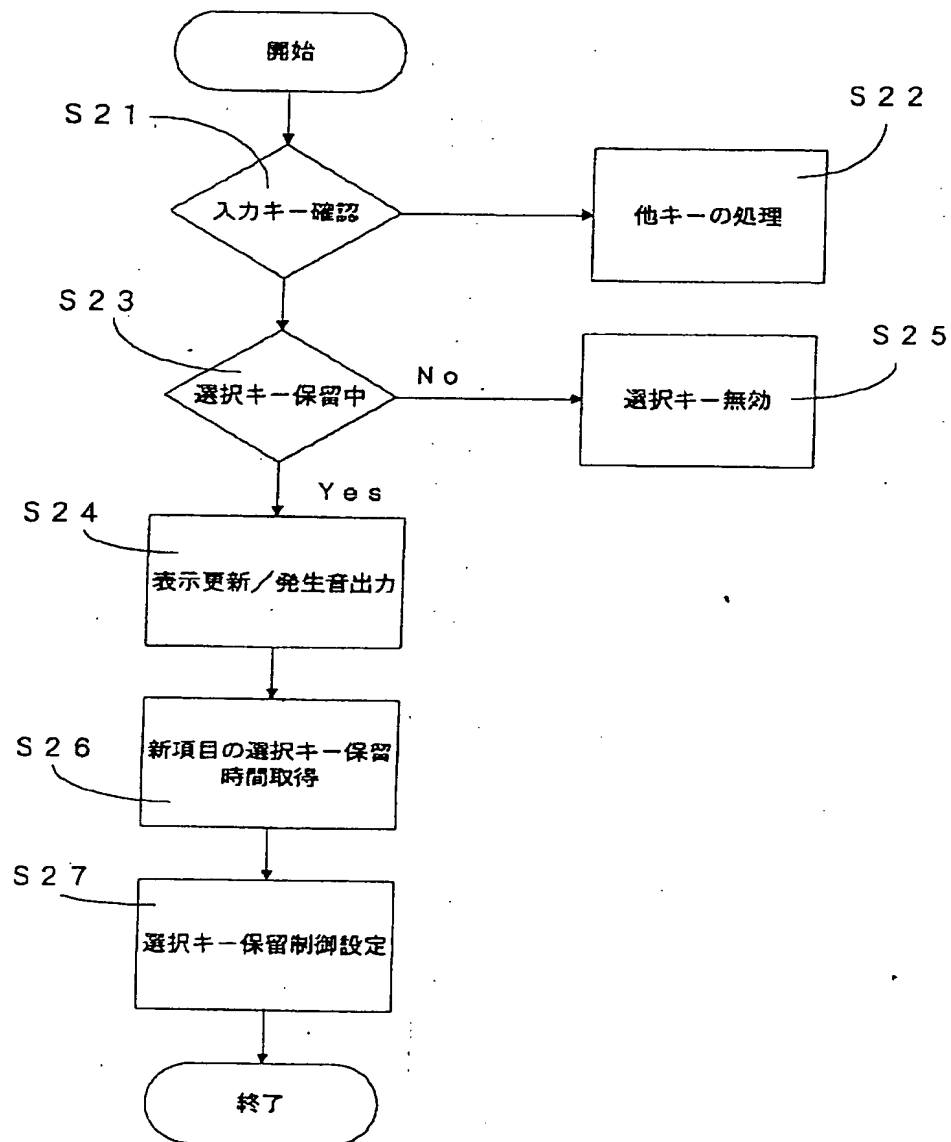 開始
S21
S22
入力キー確認
他キーの処理
S23
S25
選択キー保留中
No
選択キー無効
Yes
S24
表示更新／発生音出力
S26
新項目の選択キー保留
時間取得
S27
選択キー保留制御設定
終了